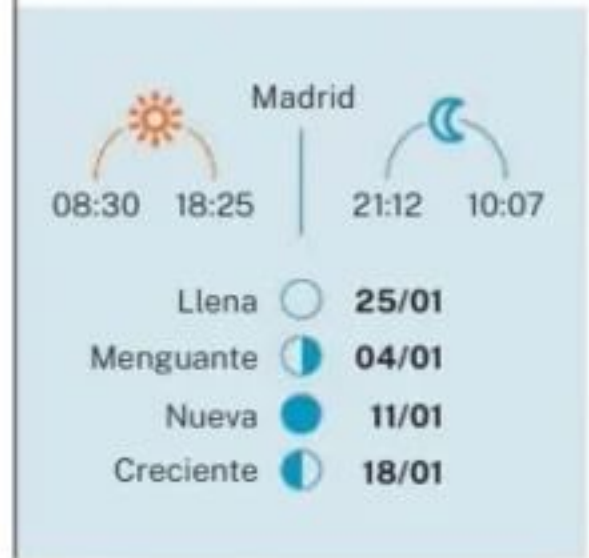 Madrid
08:30 18:25 21:12 10:07
Llena 25/01
Menguante 04/01
Nueva 11/01
Creciente 18/01